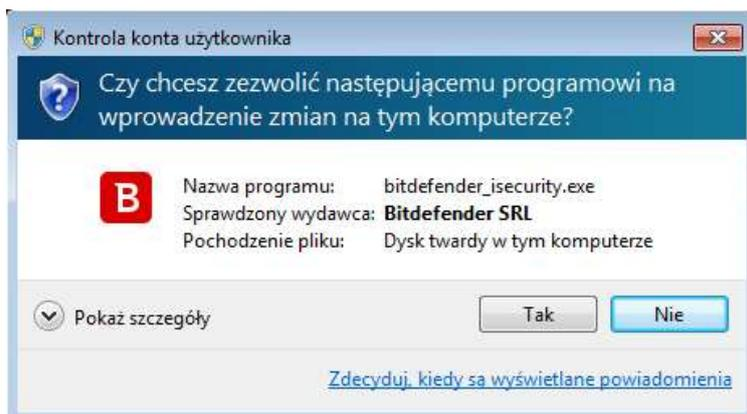 Kontrola konta użytkownika
Czy chcesz zezwolić następującemu programowi na
wprowadzenie zmian na tym komputerze?
B
Nazwa programu: bitdefender_isecurity.exe
Sprawdzony wydawca: Bitdefender SRL
Pochodzenie pliku: Dysk twardy w tym komputerze
Pokaż szczegóły
Tak
Nie
Zdecyduj, kiedy są wyświetlane powiadomienia